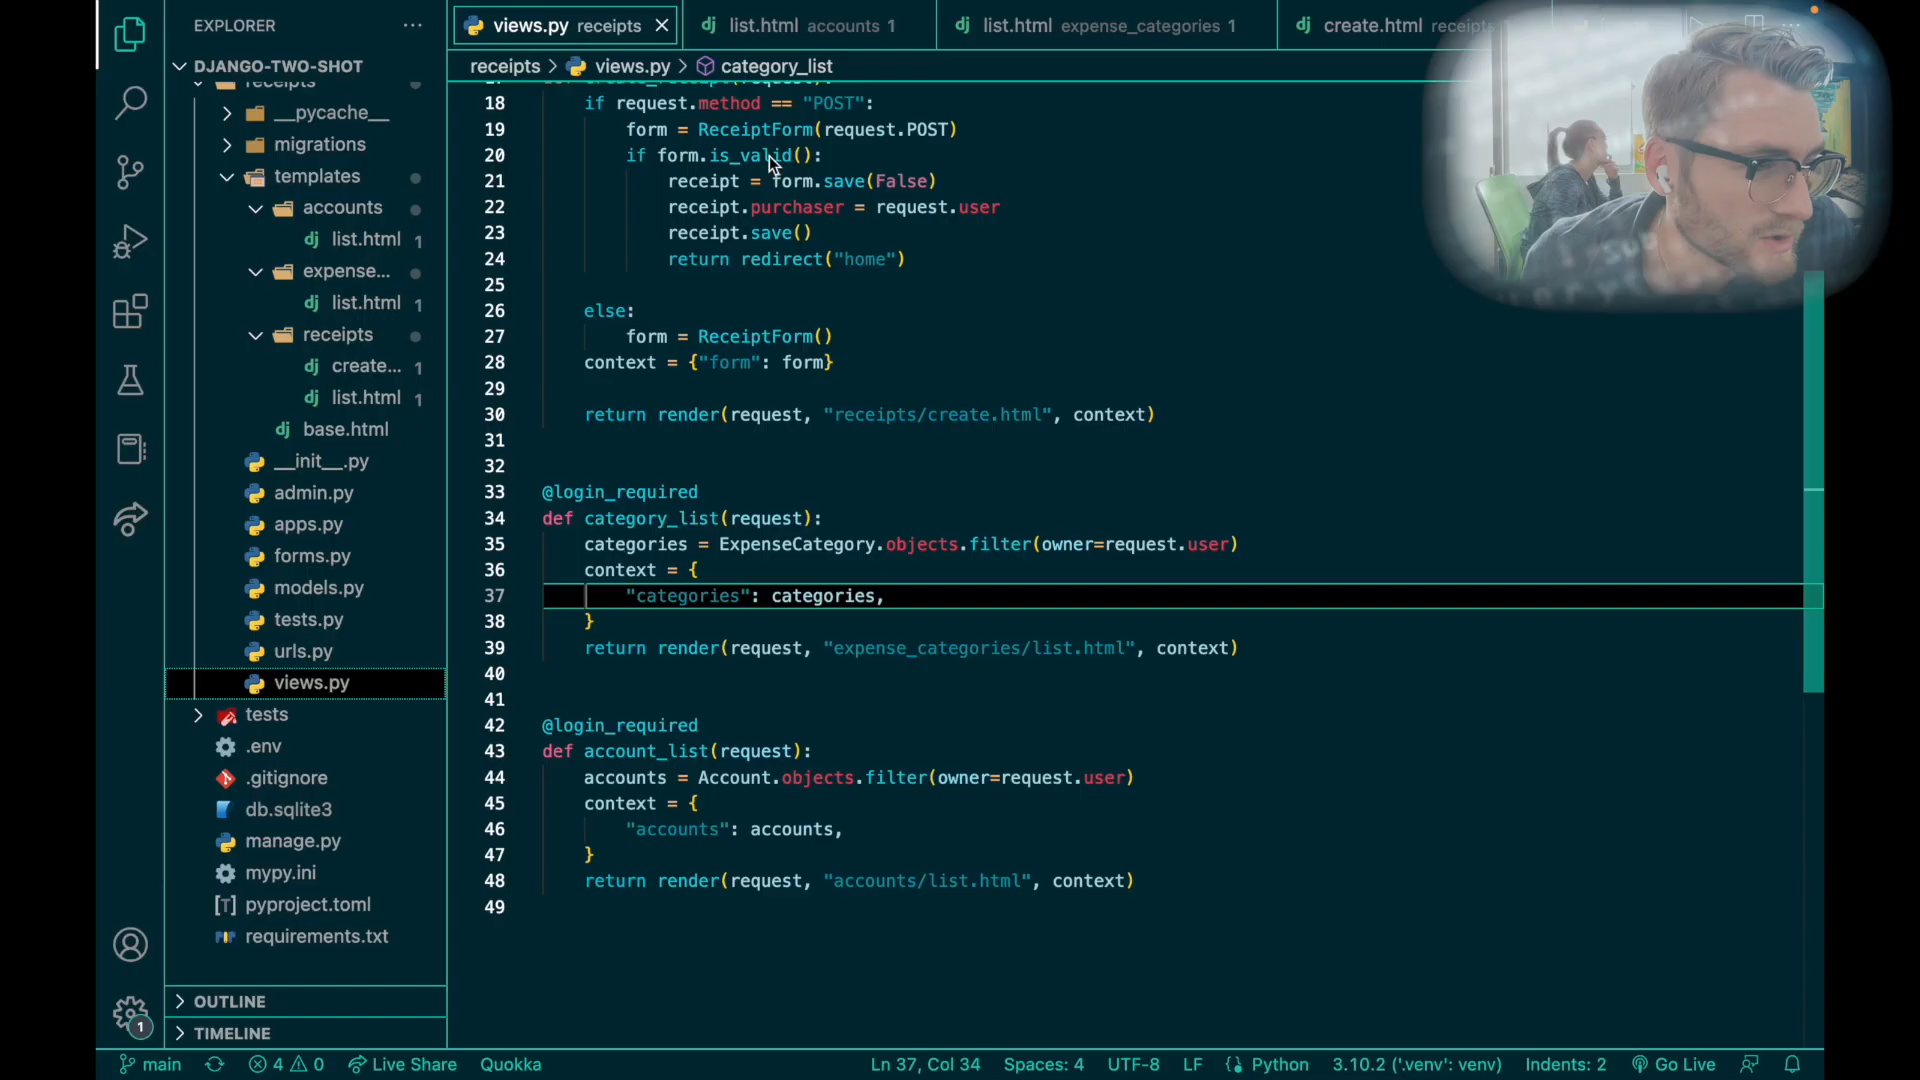 EXPLORER
DJANGO-TWO-SHOT
receipts
__pycache__
migrations
templates
accounts
list.html 1
expense...
list.html 1
receipts
create... 1
list.html 1
base.html
__init__.py
admin.py
apps.py
forms.py
models.py
tests.py
urls.py
views.py
tests
.env
.gitignore
db.sqlite3
manage.py
mypy.ini
[T] pyproject.toml
requirements.txt
OUTLINE
TIMELINE
1
views.py receipts
dj list.html accounts 1
dj list.html expense_categories 1
dj create.html receipts
receipts > views.py > category_list
18 if request.method == "POST":
19 form = ReceiptForm(request.POST)
20 if form.is_valid():
21 receipt = form.save(False)
22 receipt.purchaser = request.user
23 receipt.save()
24 return redirect("home")
25
26 else:
27 form = ReceiptForm()
28 context = {"form": form}
29
30 return render(request, "receipts/create.html", context)
31
32
33 @login_required
34 def category_list(request):
35 categories = ExpenseCategory.objects.filter(owner=request.user)
36 context = {
37 "categories": categories,
38 }
39 return render(request, "expense_categories/list.html", context)
40
41
42 @login_required
43 def account_list(request):
44 accounts = Account.objects.filter(owner=request.user)
45 context = {
46 "accounts": accounts,
47 }
48 return render(request, "accounts/list.html", context)
49
main 4 0 Live Share Quokka Ln 37, Col 34 Spaces: 4 UTF-8 LF Python 3.10.2 ('.venv': venv) Indents: 2 Go Live